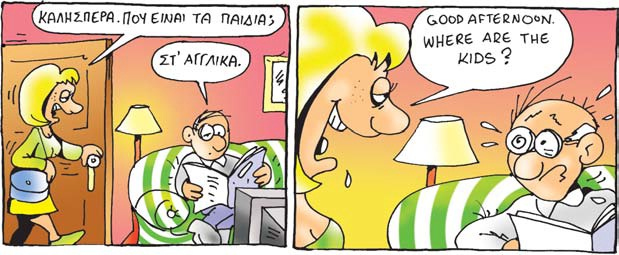 ΚΑΛΗΣΠΕΡΑ. ΠΟΥ ΕΙΝΑΙ ΤΑ ΠΑΙΔΙΑ;
ΣΤ' ΑΓΓΛΙΚΑ.
GOOD AFTERNOON.
WHERE ARE THE
KIDS?